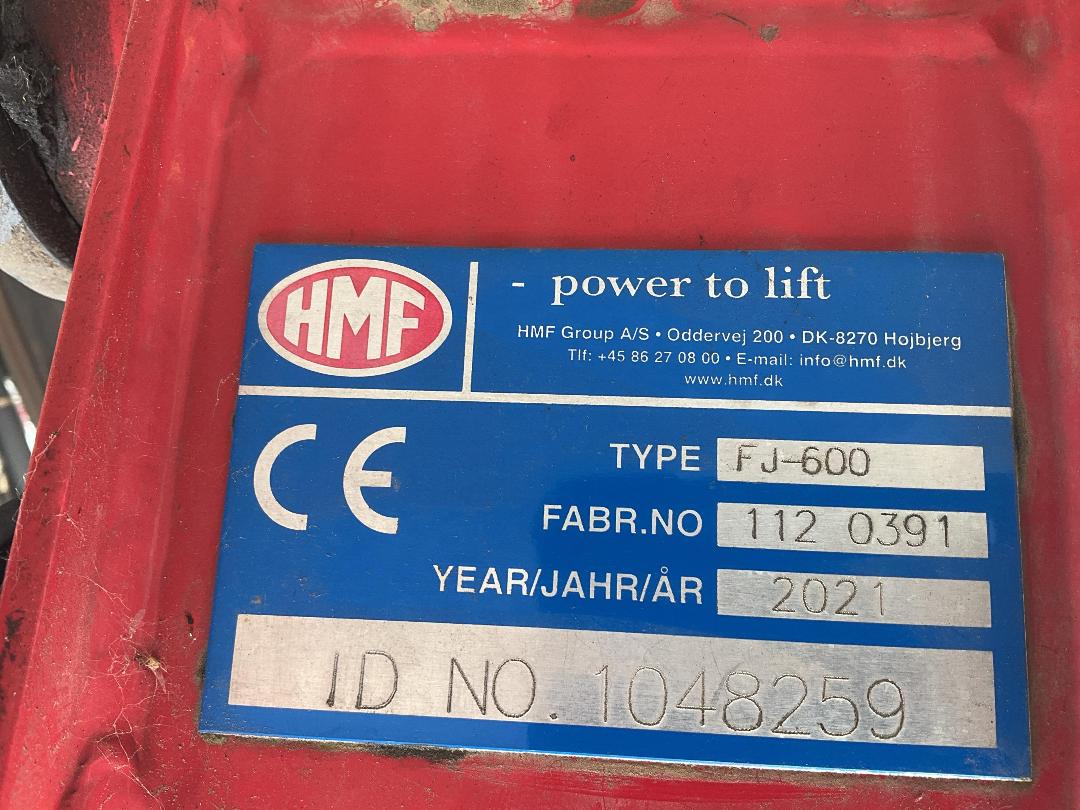 HMF
- power to lift
HMF Group A/S • Oddervej 200 • DK-8270 Højbjerg
Tlf: +45 86 27 08 00 • E-mail: info@hmf.dk
www.hmf.dk
CE
TYPE FJ-600
FABR.NO 112 0391
YEAR/JAHR/ÅR 2021
ID NO. 1048259